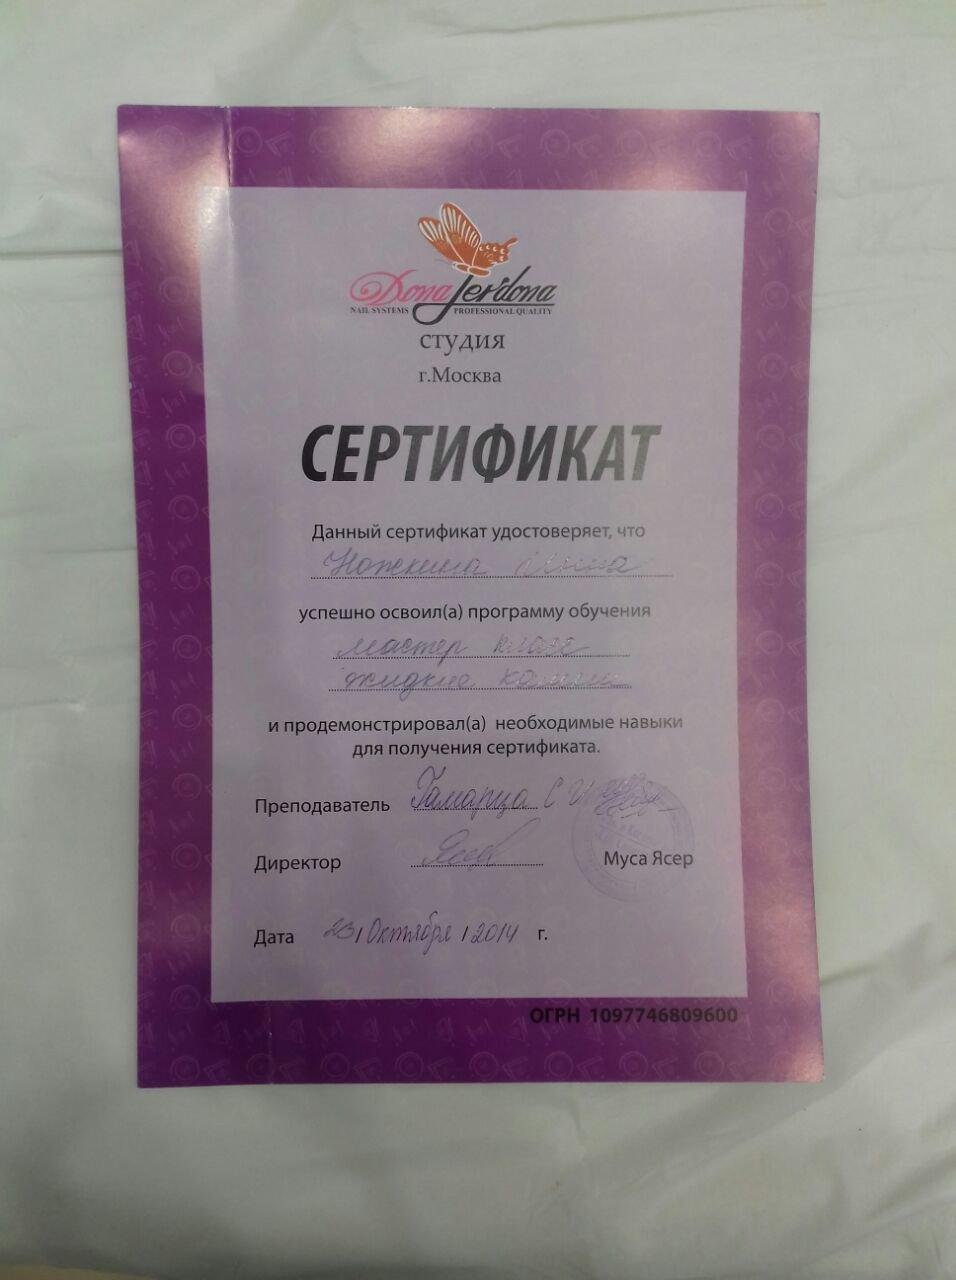 Dona Jerdona
NAIL SYSTEMS PROFESSIONAL QUALITY
студия
г.Москва
СЕРТИФИКАТ
Данный сертификат удостоверяет, что
Ножкина
успешно освоил(а) программу обучения
мастер класс
жидкие камни
и продемонстрировал(а) необходимые навыки
для получения сертификата.
Преподаватель
Директор Муса Ясер
Дата 23/Октября/2014 г.
ОГРН 1097746809600